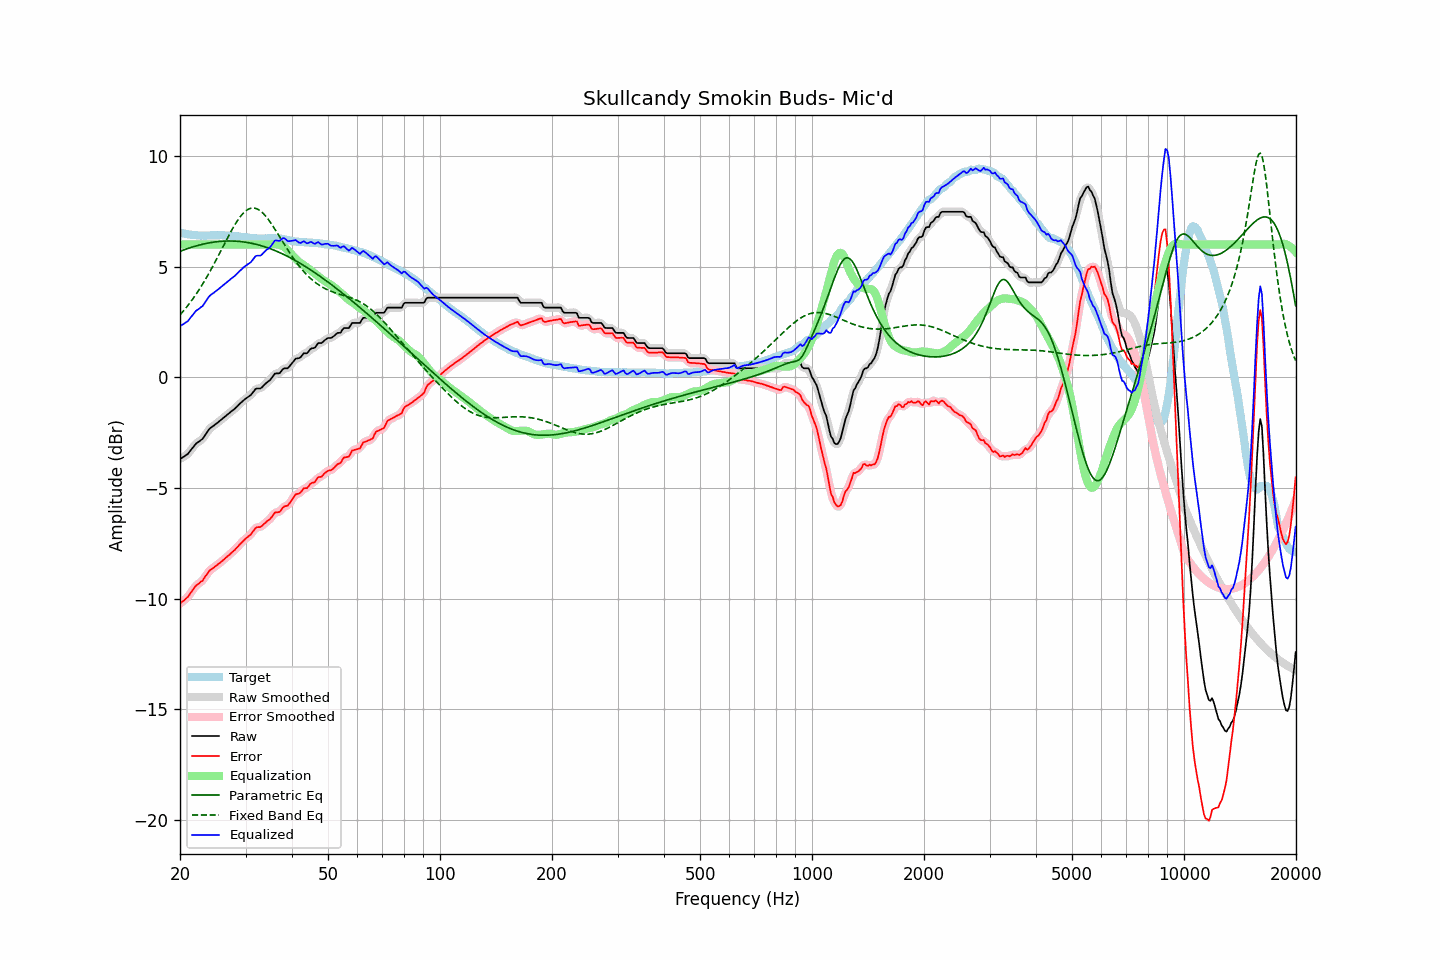 Skullcandy Smokin Buds- Mic'd
Amplitude (dBr)
10
5
0
−5
−10
−15
−20
Target
Raw Smoothed
Error Smoothed
Raw
Error
Equalization
Parametric Eq
Fixed Band Eq
Equalized
20 50 100 200 500 1000 2000 5000 10000 20000
Frequency (Hz)